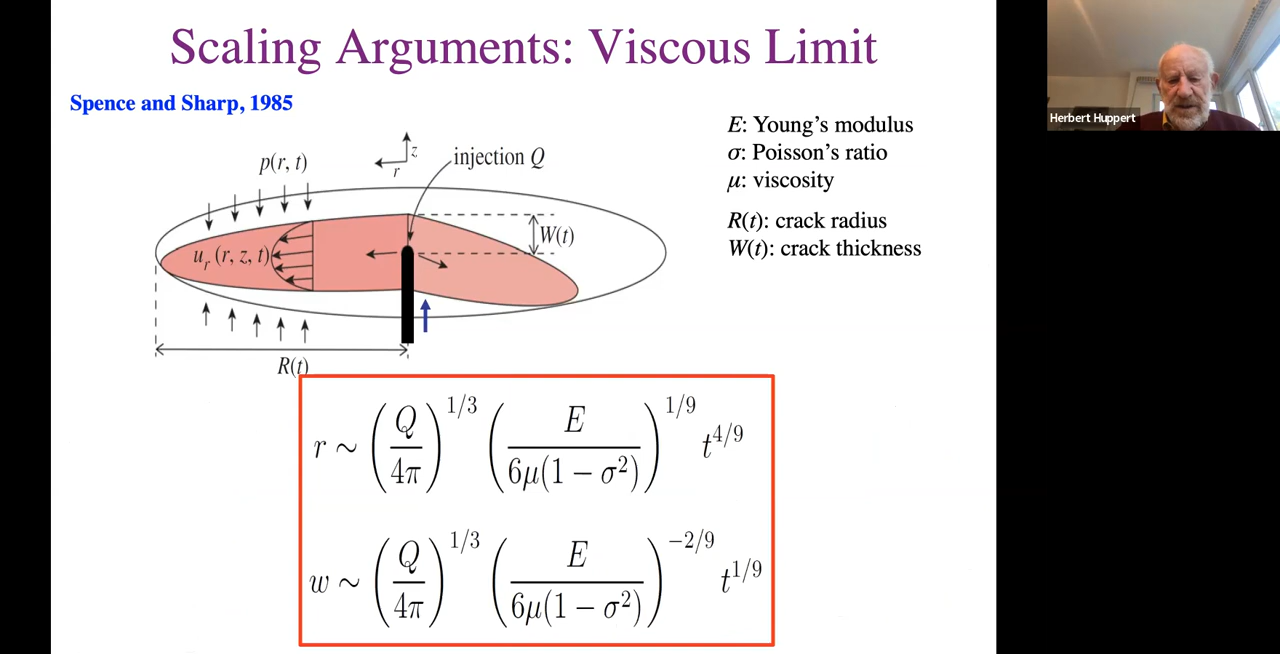 Scaling Arguments: Viscous Limit
Spence and Sharp, 1985
p(r, t)
z
r
injection Q
W(t)
u_r (r, z, t)
R(t)
E: Young's modulus
σ: Poisson's ratio
μ: viscosity
R(t): crack radius
W(t): crack thickness
r ∼ (Q/4π)^{1/3} (E/6μ(1 − σ²))^{1/9} t^{4/9}
w ∼ (Q/4π)^{1/3} (E/6μ(1 − σ²))^{−2/9} t^{1/9}
Herbert Huppert